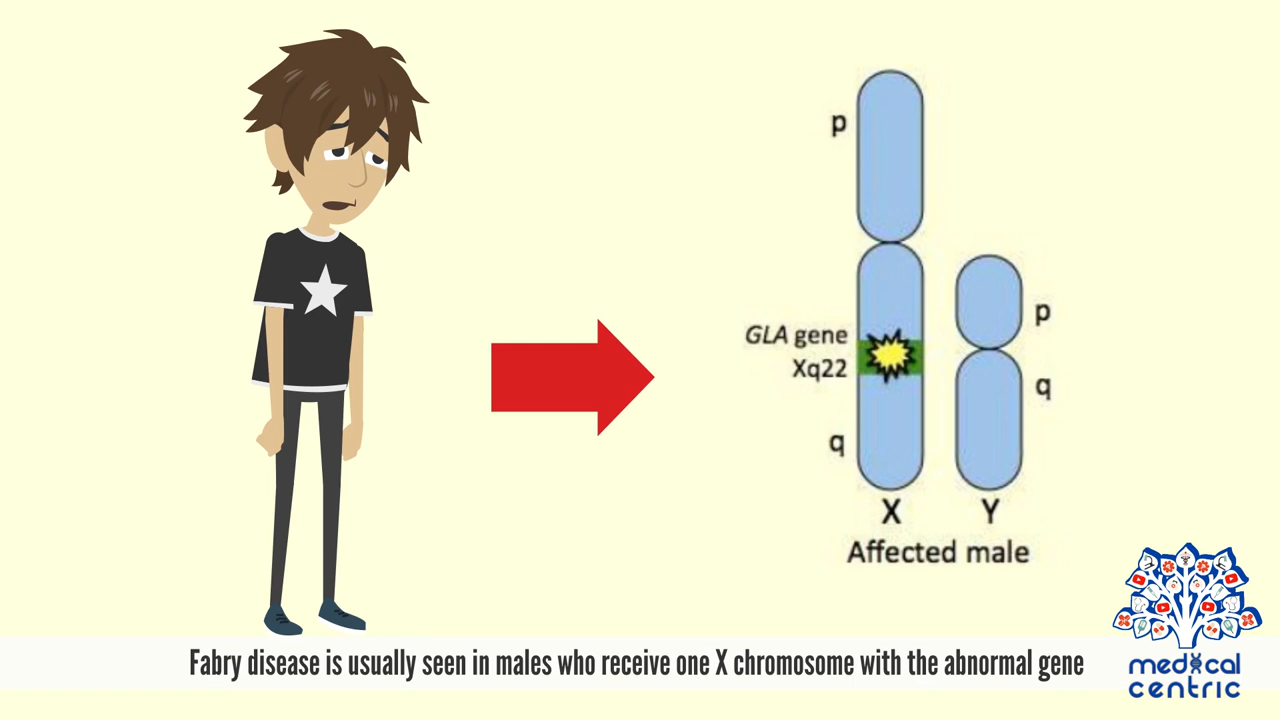 p
GLA gene
Xq22
q
p
q
X
Y
Affected male
Fabry disease is usually seen in males who receive one X chromosome with the abnormal gene
medical
centric